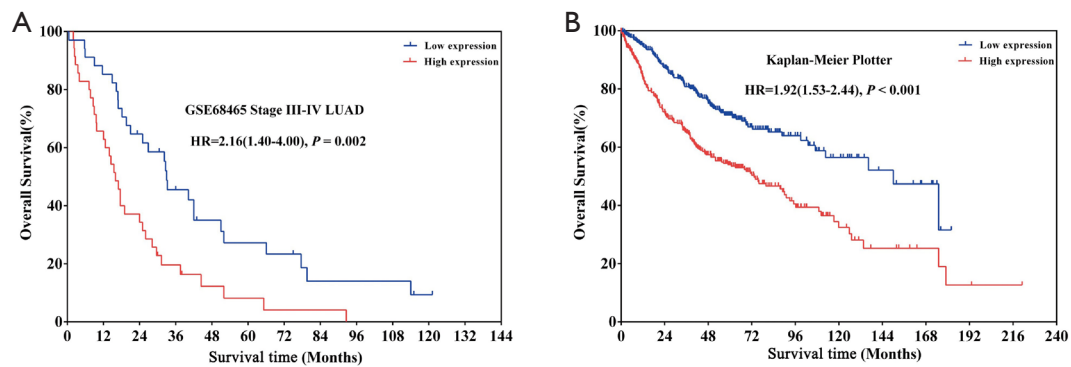 A
Overall Survival(%)
100
80
60
40
20
0
Low expression
High expression
GSE68465 Stage III-IV LUAD
HR=2.16(1.40-4.00), P = 0.002
0 12 24 36 48 60 72 84 96 108 120 132 144
Survival time (Months)
B
Overall Survival(%)
100
80
60
40
20
0
Low expression
High expression
Kaplan-Meier Plotter
HR=1.92(1.53-2.44), P < 0.001
0 24 48 72 96 120 144 168 192 216 240
Survival time (Months)